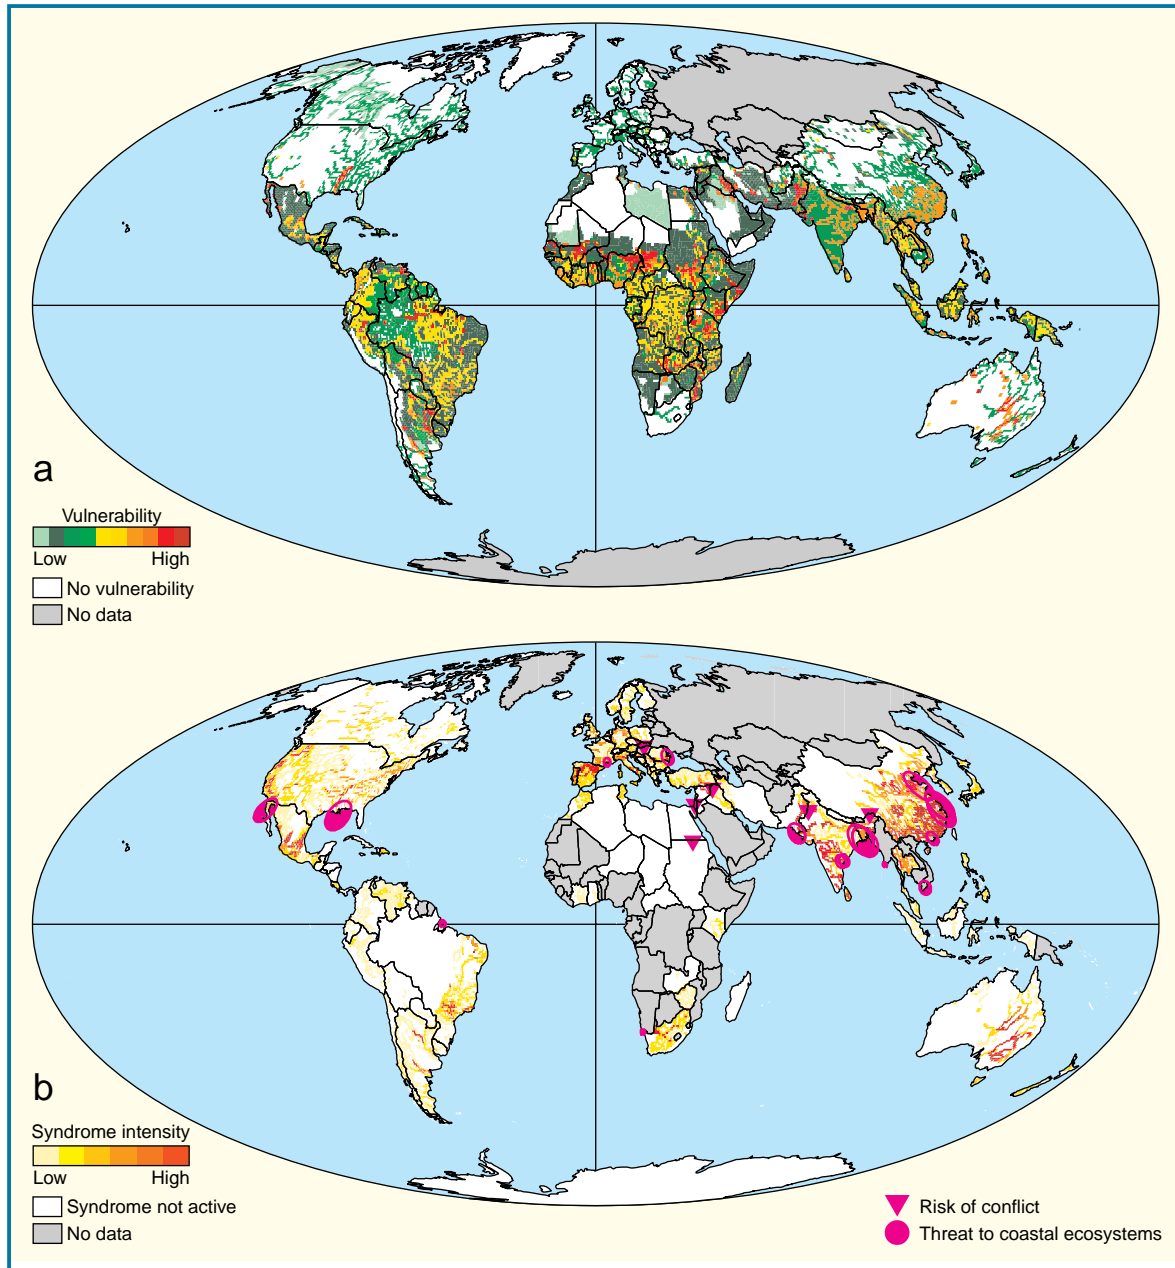 a
Vulnerability
Low High
No vulnerability
No data
b
Syndrome intensity
Low High
Syndrome not active
No data
Risk of conflict
Threat to coastal ecosystems